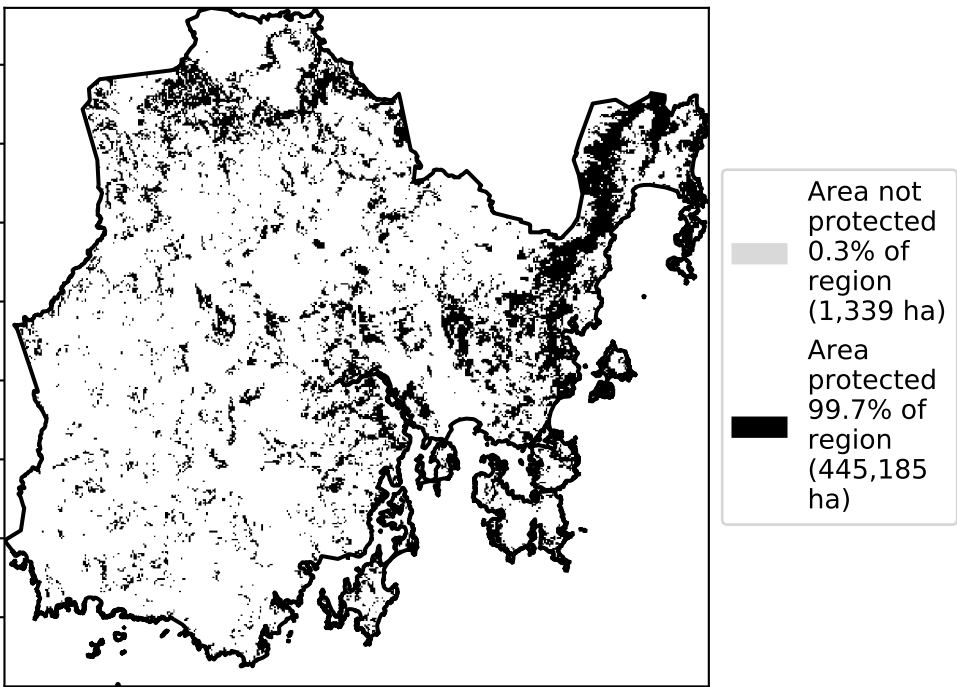 Area not
protected
0.3% of
region
(1,339 ha)
Area
protected
99.7% of
region
(445,185
ha)